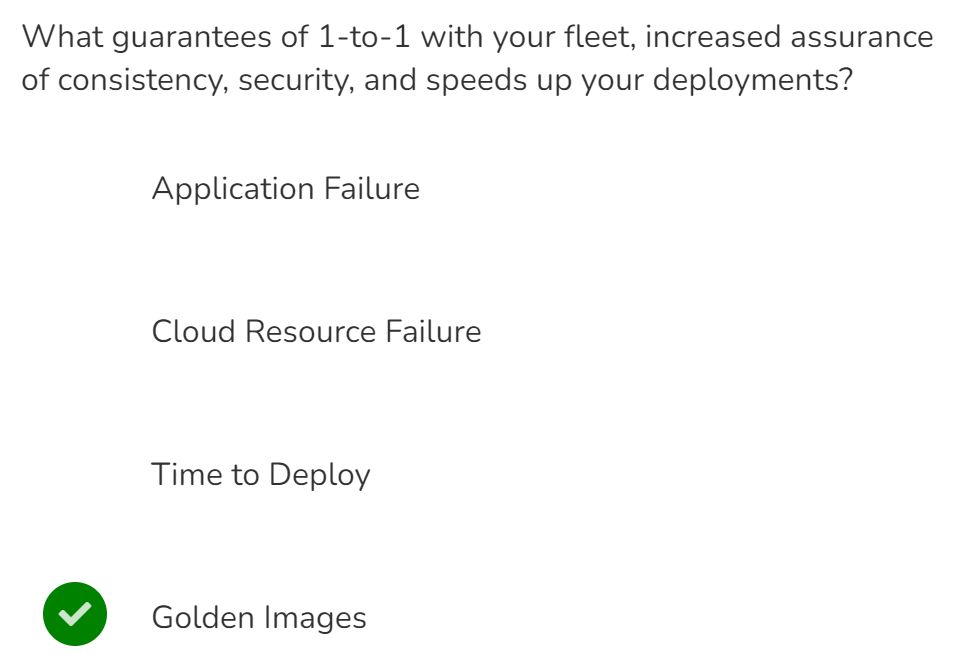 What guarantees of 1-to-1 with your fleet, increased assurance
of consistency, security, and speeds up your deployments?
Application Failure
Cloud Resource Failure
Time to Deploy
Golden Images